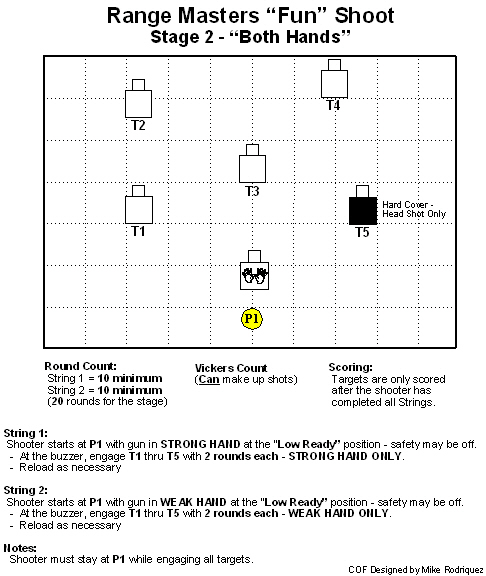 Range Masters “Fun” Shoot
Stage 2 - “Both Hands”
T4
T2
T3
T1
Hard Cover -
Head Shot Only
T5
P1
Round Count:
String 1 = 10 minimum
String 2 = 10 minimum
(20 rounds for the stage)
Vickers Count
(Can make up shots)
Scoring:
Targets are only scored
after the shooter has
completed all Strings.
String 1:
Shooter starts at P1 with gun in STRONG HAND at the "Low Ready" position - safety may be off.
- At the buzzer, engage T1 thru T5 with 2 rounds each - STRONG HAND ONLY.
- Reload as necessary
String 2:
Shooter starts at P1 with gun in WEAK HAND at the "Low Ready" position - safety may be off.
- At the buzzer, engage T1 thru T5 with 2 rounds each - WEAK HAND ONLY.
- Reload as necessary
Notes:
Shooter must stay at P1 while engaging all targets.
COF Designed by Mike Rodriquez